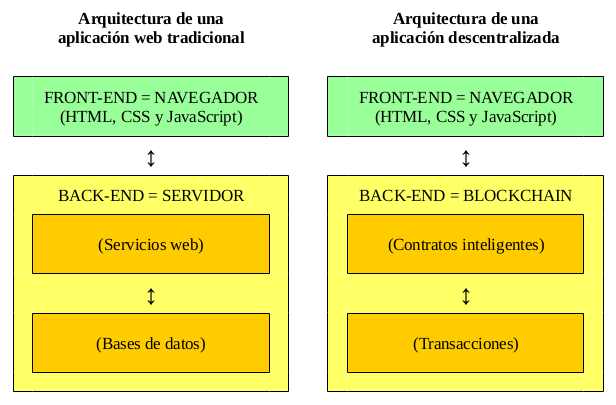 Arquitectura de una
aplicación web tradicional
FRONT-END = NAVEGADOR
(HTML, CSS y JavaScript)
↕
BACK-END = SERVIDOR
(Servicios web)
↕
(Bases de datos)
Arquitectura de una
aplicación descentralizada
FRONT-END = NAVEGADOR
(HTML, CSS y JavaScript)
↕
BACK-END = BLOCKCHAIN
(Contratos inteligentes)
↕
(Transacciones)